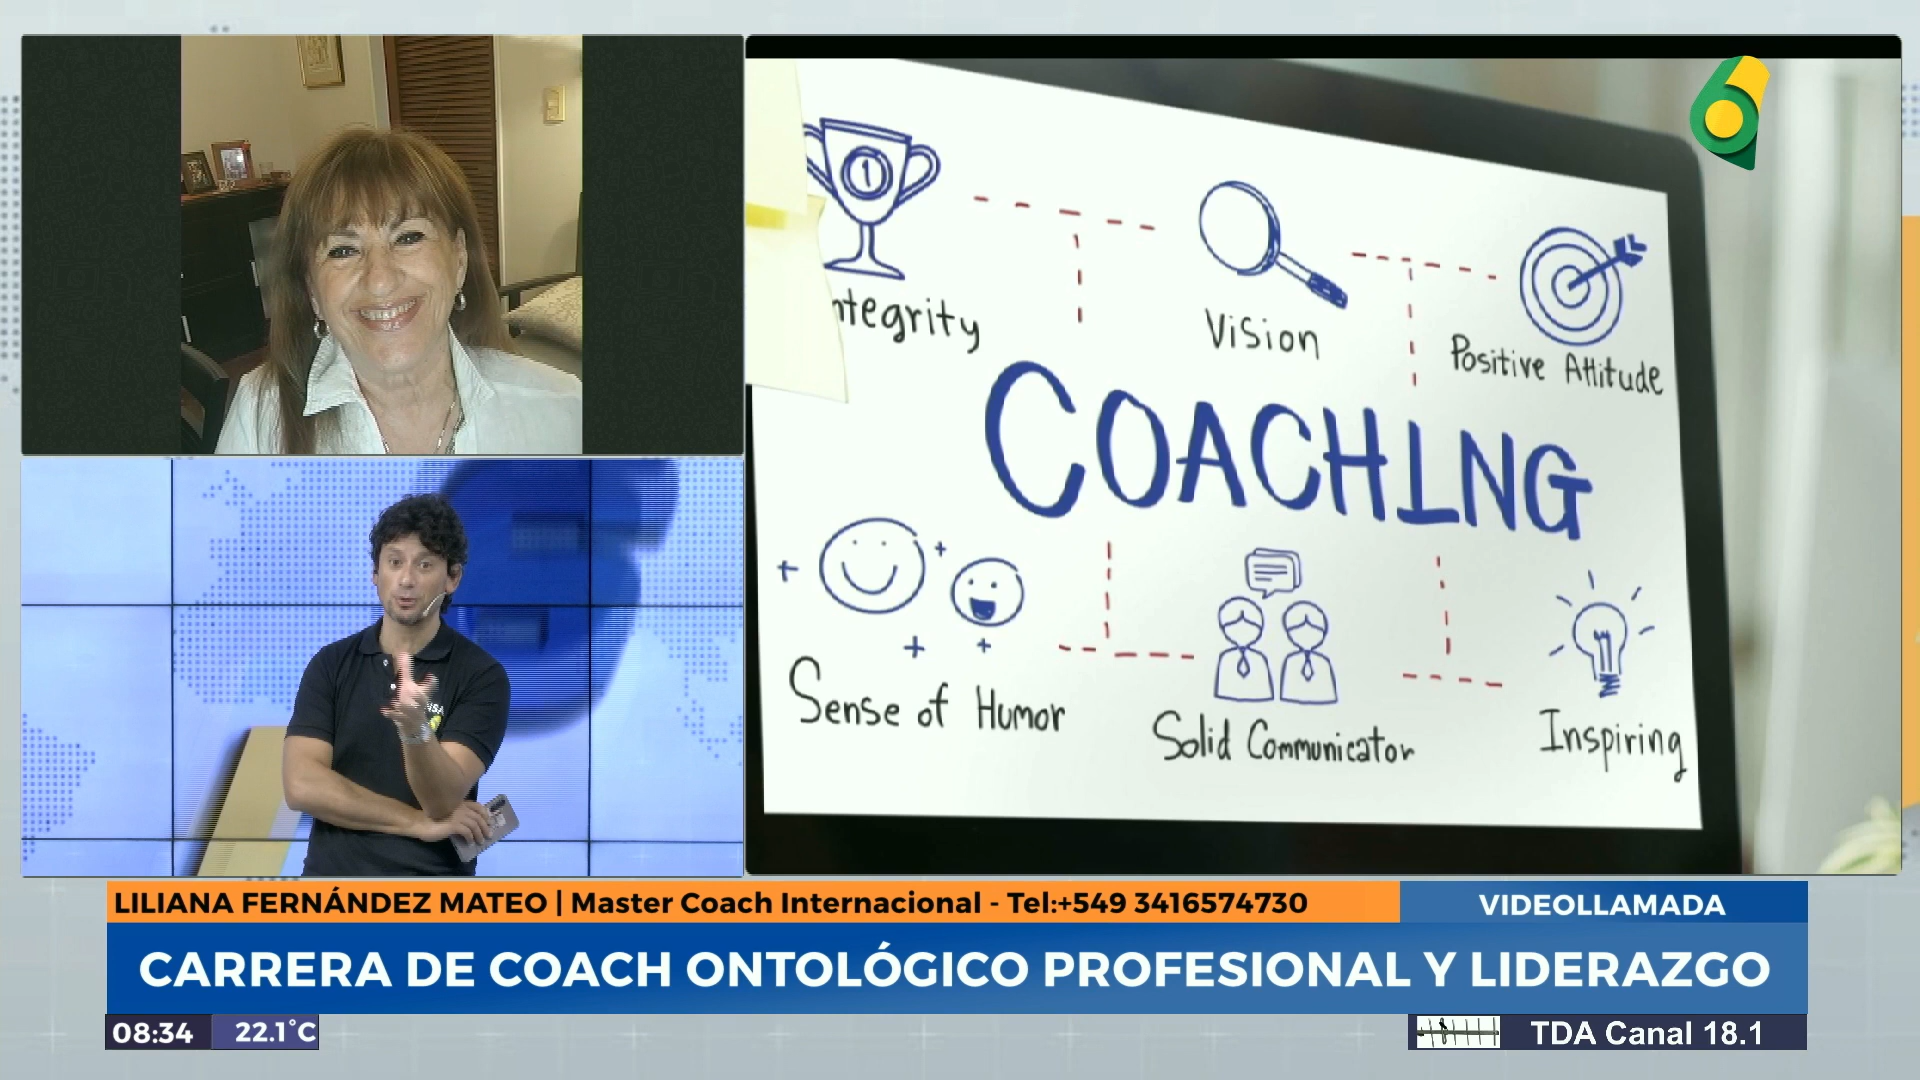 ntegrity
Vision
Positive Attitude
COACHING
Sense of Humor
Solid Communicator
Inspiring
LILIANA FERNÁNDEZ MATEO | Master Coach Internacional - Tel:+549 3416574730
VIDEOLLAMADA
CARRERA DE COACH ONTOLÓGICO PROFESIONAL Y LIDERAZGO
08:34 22.1°C
TDA Canal 18.1